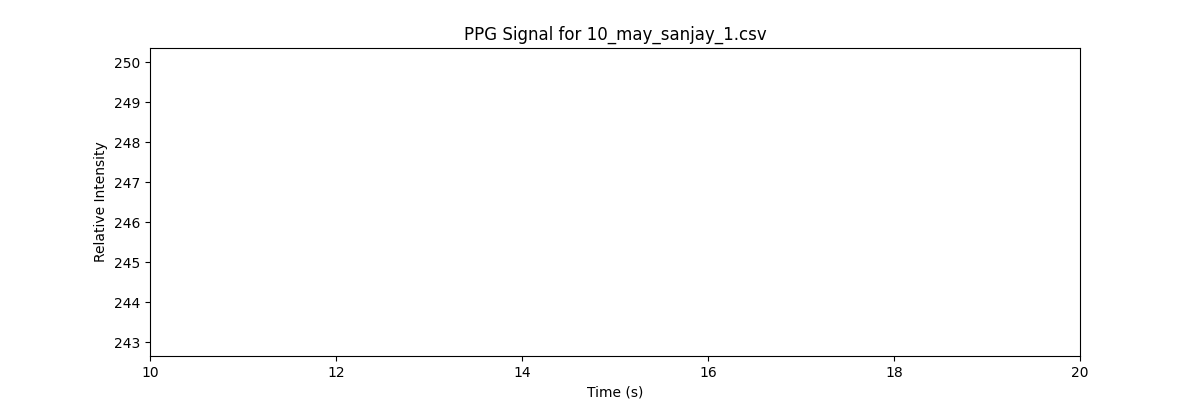 PPG Signal for 10_may_sanjay_1.csv
250
249
248
247
246
245
244
243
Relative Intensity
10 12 14 16 18 20
Time (s)